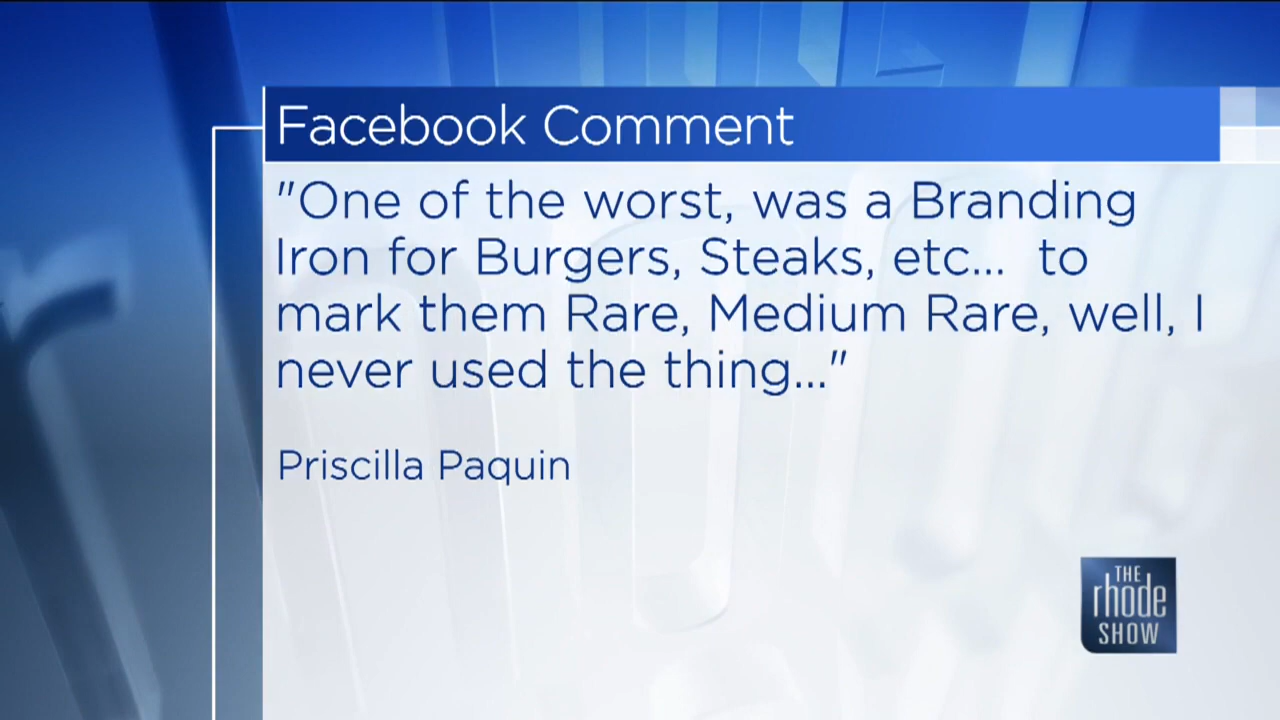 Facebook Comment
"One of the worst, was a Branding
Iron for Burgers, Steaks, etc... to
mark them Rare, Medium Rare, well, I
never used the thing..."
Priscilla Paquin
THE
rhode
SHOW